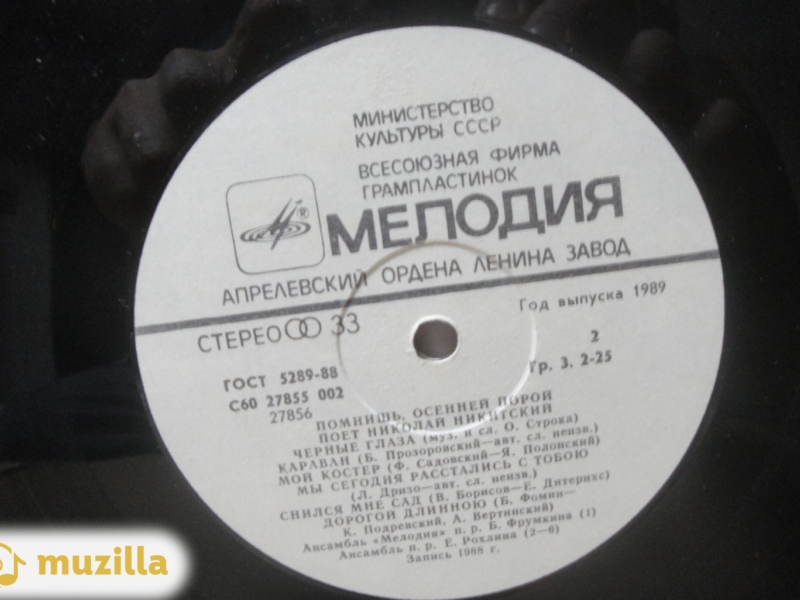 МИНИСТЕРСТВО
КУЛЬТУРЫ СССР
ВСЕСОЮЗНАЯ ФИРМА
ГРАМПЛАСТИНОК
®
МЕЛОДИЯ
АПРЕЛЕВСКИЙ ОРДЕНА ЛЕНИНА ЗАВОД
СТЕРЕО 33
Год выпуска 1989
ГОСТ 5289-88
2
С60 27855 002
Гр. 3. 2-25
27856
ПОМНИШЬ, ОСЕННЕЙ ПОРОЙ
ПОЕТ НИКОЛАЙ НИКИТСКИЙ
ЧЕРНЫЕ ГЛАЗА (муз. и сл. О. Строка)
КАРАВАН (Б. Прозоровский—авт. сл. неизв.)
МОЙ КОСТЕР (Ф. Садовский—Я. Полонский)
МЫ СЕГОДНЯ РАССТАЛИСЬ С ТОБОЮ
(Л. Дризо—авт. сл. неизв.)
СНИЛСЯ МНЕ САД (В. Борисов—Е. Дитерихс)
ДОРОГОЙ ДЛИННОЮ (Б. Фомин—
К. Подревский, А. Вертинский)
Ансамбль «Мелодия» п. р. Б. Фрумкина (1)
Ансамбль п. р. Е. Рохлина (2—6)
Запись 1988 г.
muzilla